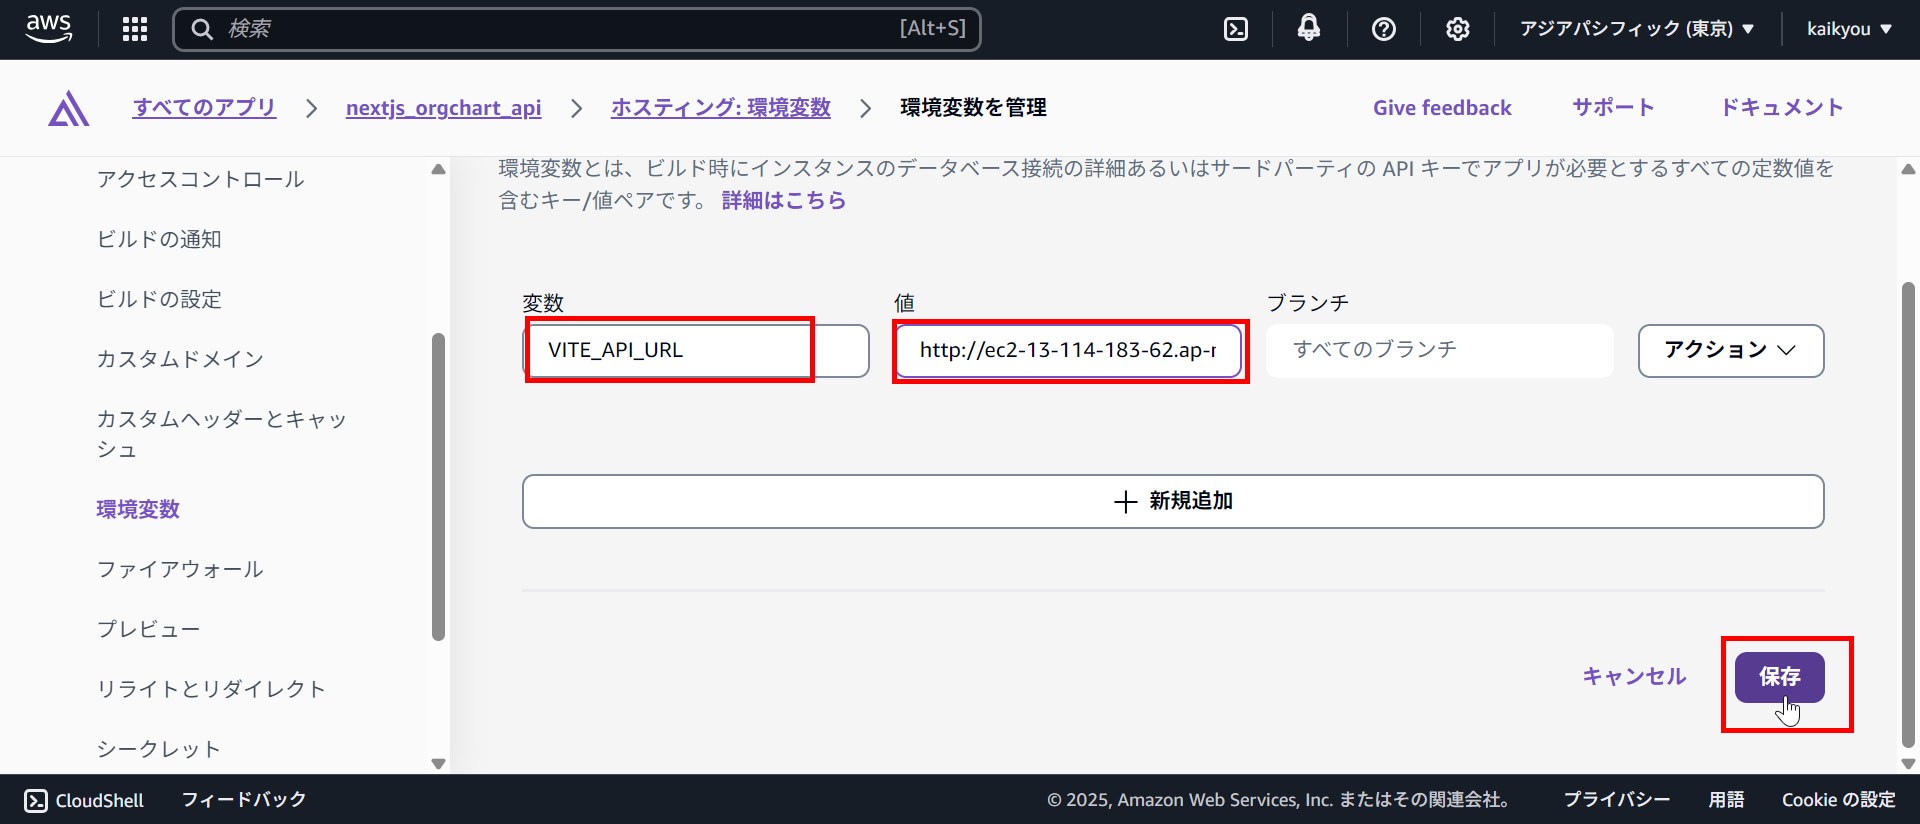 aws
検索
[Alt+S]
アジアパシフィック (東京) ▼
kaikyou ▼
すべてのアプリ
nextjs_orgchart_api
ホスティング: 環境変数
環境変数を管理
Give feedback
サポート
ドキュメント
アクセスコントロール
ビルドの通知
ビルドの設定
カスタムドメイン
カスタムヘッダーとキャッ
シュ
環境変数
ファイアウォール
プレビュー
リライトとリダイレクト
シークレット
環境変数とは、ビルド時にインスタンスのデータベース接続の詳細あるいはサードパーティの API キーでアプリが必要とするすべての定数値を
含むキー/値ペアです。 詳細はこちら
変数
値
ブランチ
VITE_API_URL
http://ec2-13-114-183-62.ap-r
すべてのブランチ
アクション
新規追加
キャンセル
保存
CloudShell
フィードバック
© 2025, Amazon Web Services, Inc. またはその関連会社。
プライバシー
用語
Cookie の設定